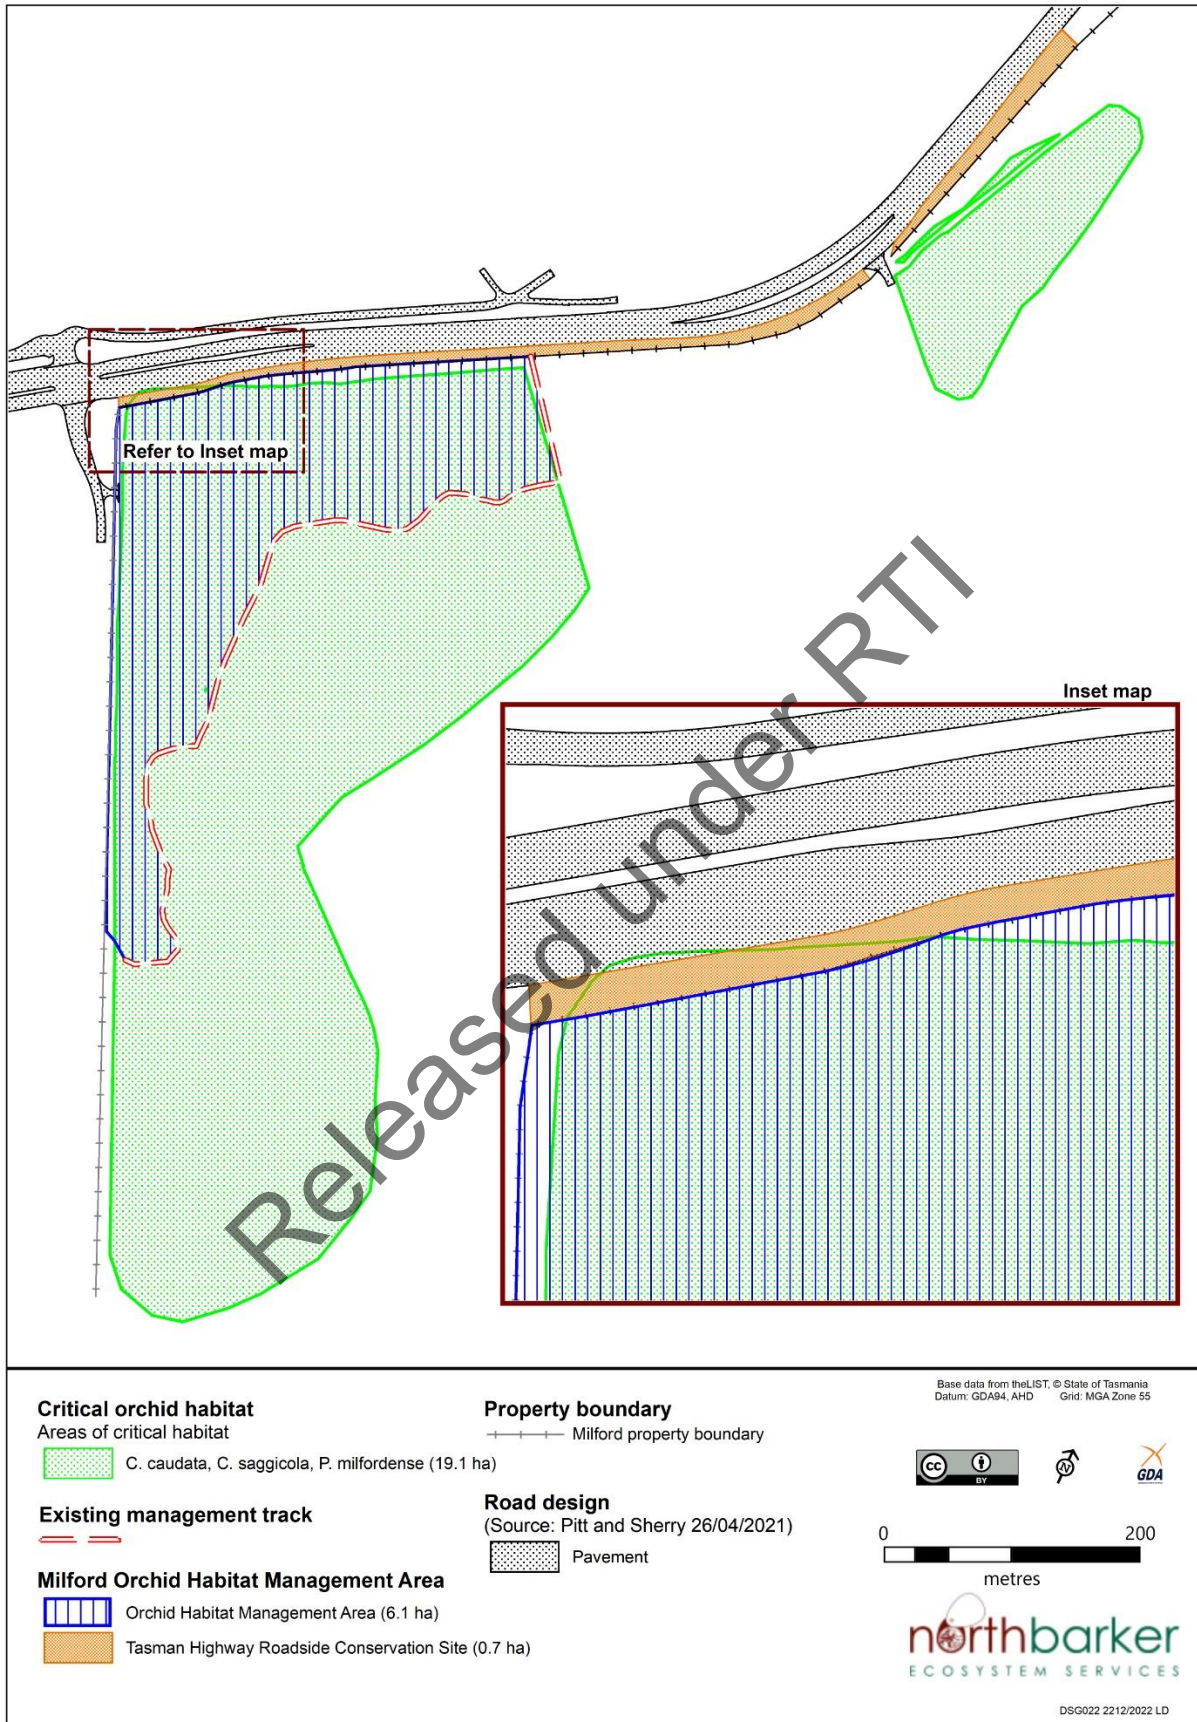 Refer to Inset map
Released under RTI
Inset map
Critical orchid habitat
Areas of critical habitat
C. caudata, C. saggicola, P. milfordense (19.1 ha)
Existing management track
Milford Orchid Habitat Management Area
Orchid Habitat Management Area (6.1 ha)
Tasman Highway Roadside Conservation Site (0.7 ha)
Property boundary
Milford property boundary
Road design
(Source: Pitt and Sherry 26/04/2021)
Pavement
Base data from theLIST, © State of Tasmania
Datum: GDA94, AHD Grid: MGA Zone 55
cc BY
N
GDA
0 200
metres
northbarker
ECOSYSTEM SERVICES
DSG022 2212/2022 LD